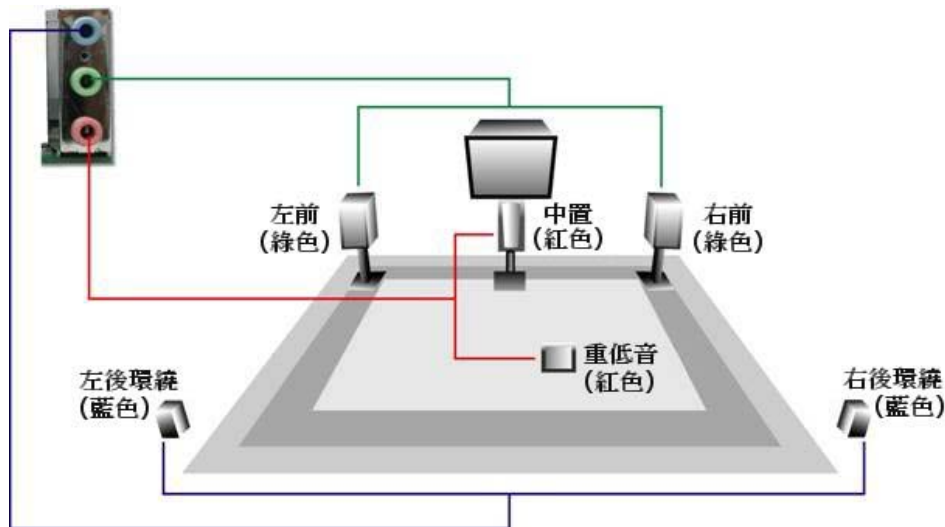 左前
(綠色)
中置
(紅色)
右前
(綠色)
重低音
(紅色)
左後環繞
(藍色)
右後環繞
(藍色)